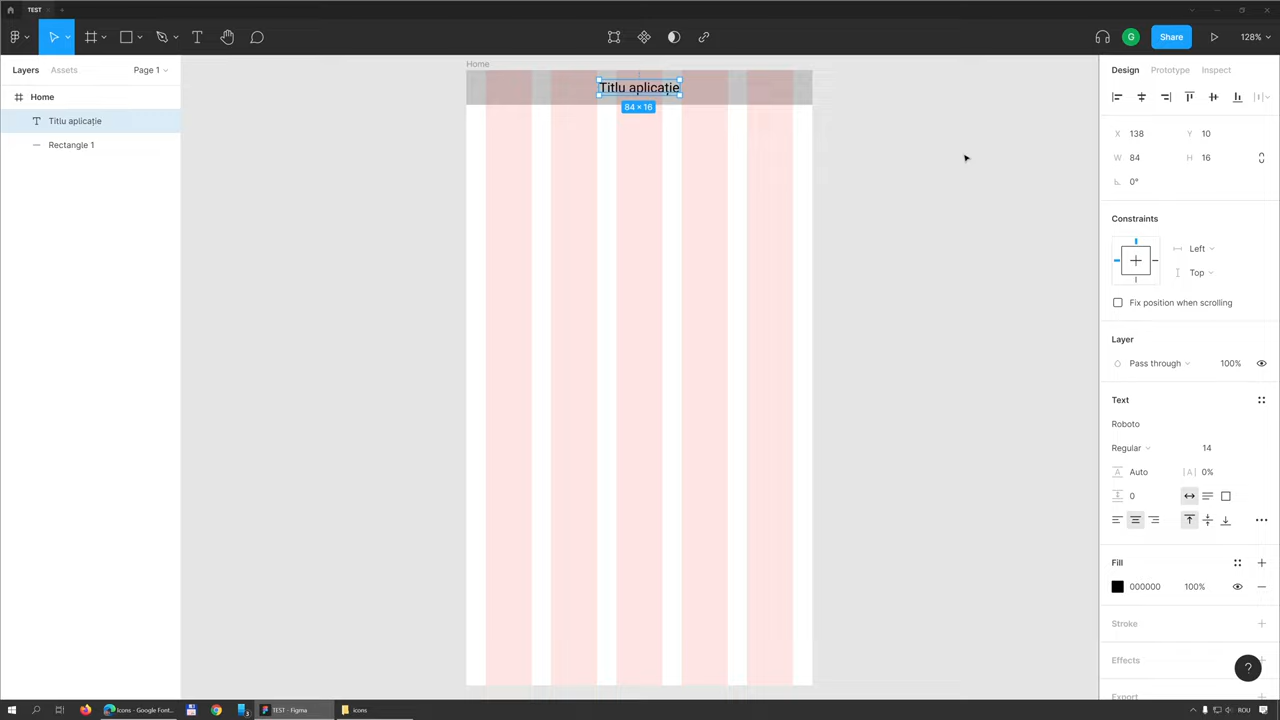 TEST
G
Share
128%
Layers
Assets
Page 1
Home
Titlu aplicație
Rectangle 1
Home
Titlu aplicație
84 × 16
Design
Prototype
Inspect
X 138
Y 10
W 84
H 16
0°
Constraints
Left
Top
Fix position when scrolling
Layer
Pass through
100%
Text
Roboto
Regular
14
A Auto
|A| 0%
0
Fill
000000
100%
Stroke
Effects
Export
?
Icons - Google Font...
TEST - Figma
icons
ROU